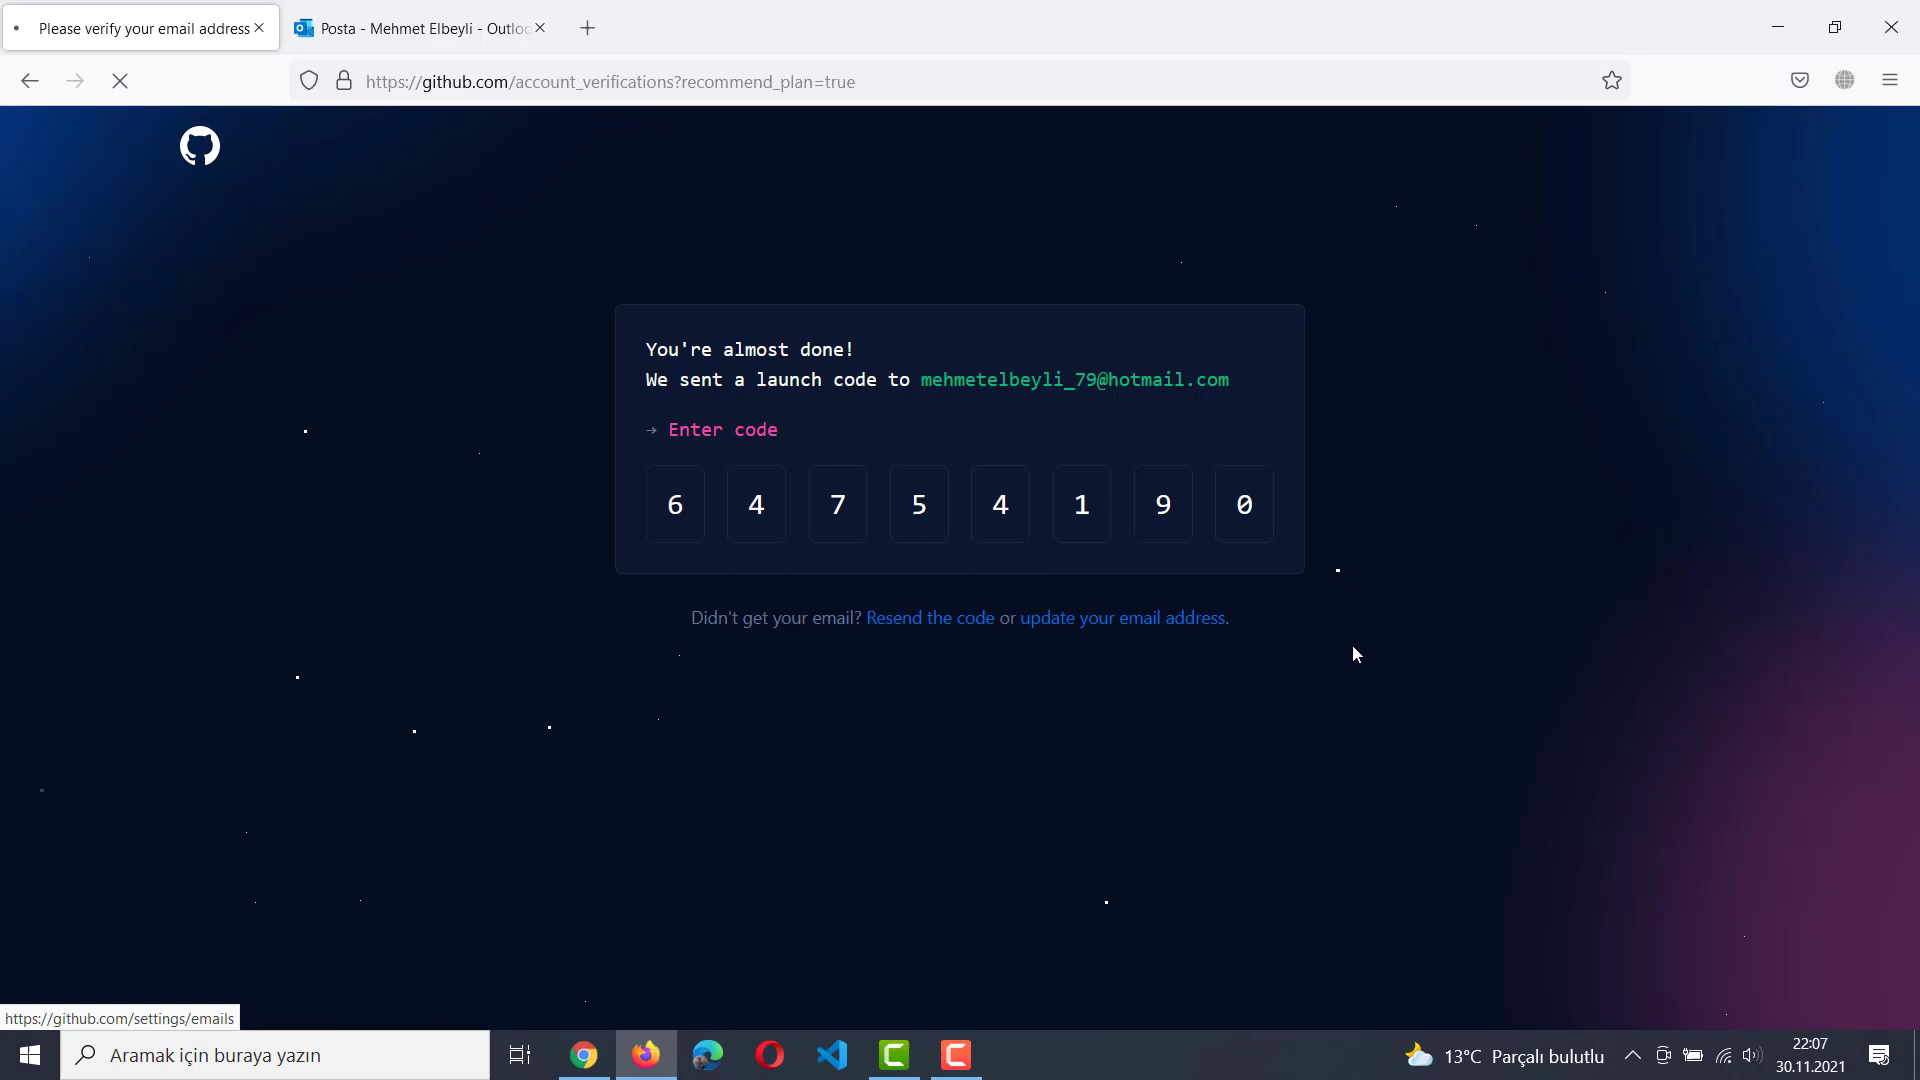 Please verify your email address
Posta - Mehmet Elbeyli - Outloo
https://github.com/account_verifications?recommend_plan=true
You're almost done!
We sent a launch code to mehmetelbeyli_79@hotmail.com
→ Enter code
6 4 7 5 4 1 9 0
Didn't get your email? Resend the code or update your email address.
https://github.com/settings/emails
Aramak için buraya yazın
13°C Parçalı bulutlu
22:07
30.11.2021